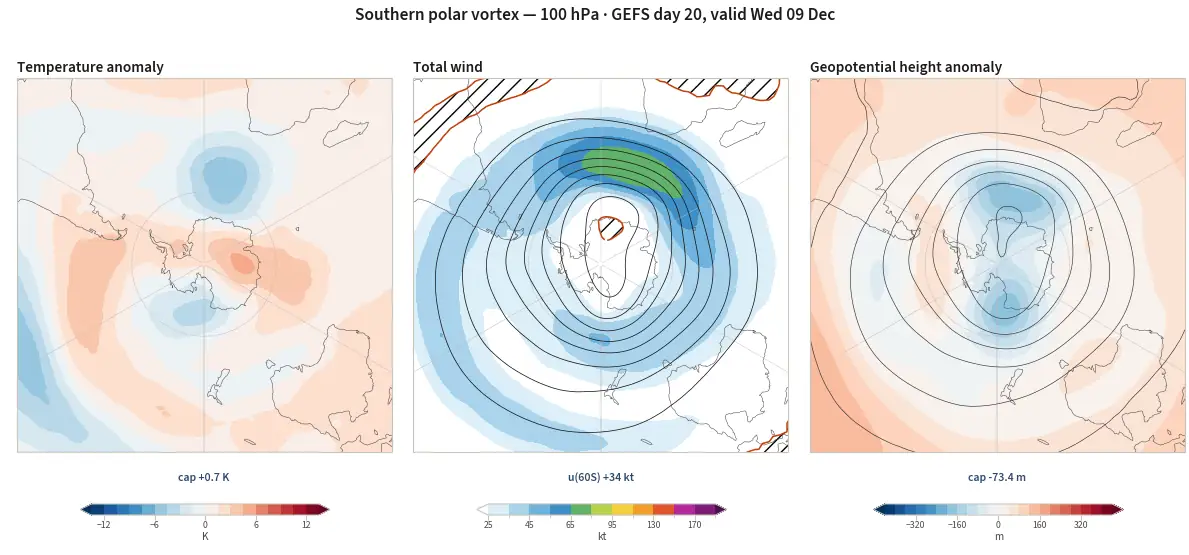 Southern polar vortex — 100 hPa · GEFS day 20, valid Wed 09 Dec
Temperature anomaly
Total wind
Geopotential height anomaly
cap +0.7 K
u(60S) +34 kt
cap -73.4 m
−12 −6 0 6 12
K
25 45 65 95 130 170
kt
−320 −160 0 160 320
m